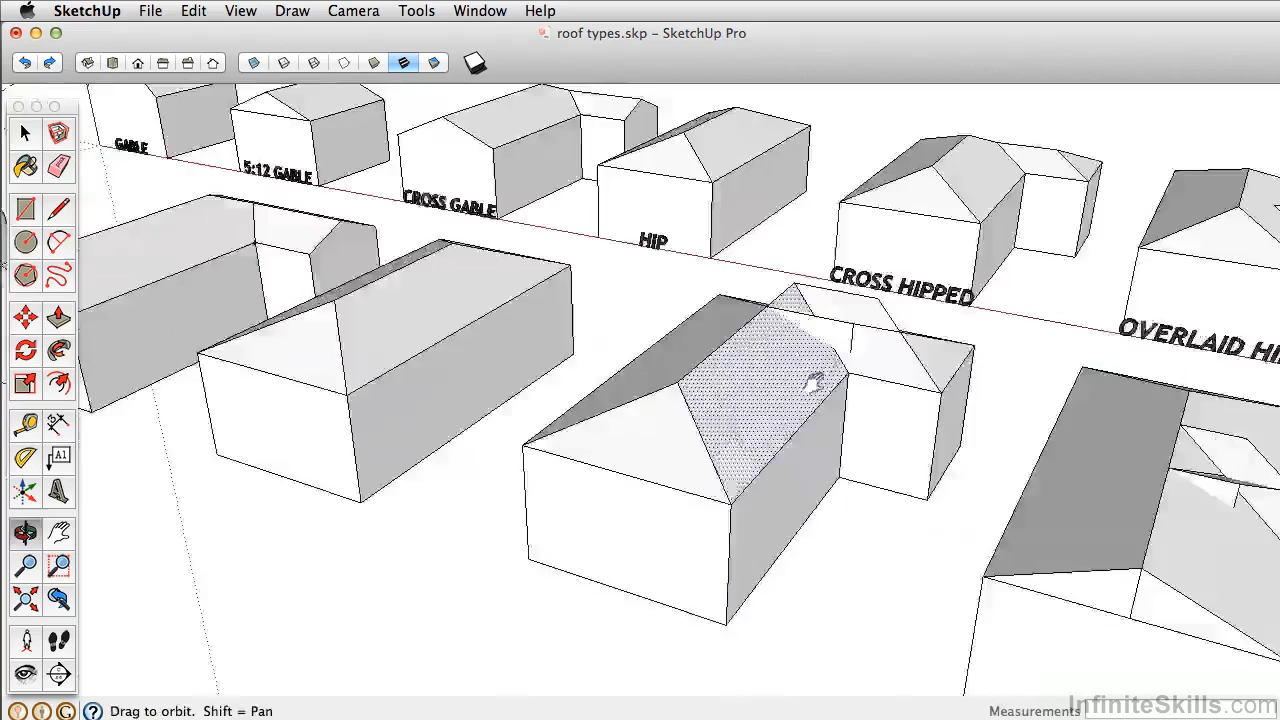 SketchUp File Edit View Draw Camera Tools Window Help
roof types.skp – SketchUp Pro
GABLE
5:12 GABLE
CROSS GABLE
HIP
CROSS HIPPED
OVERLAID HI
A1
Drag to orbit. Shift = Pan
Measurements
InfiniteSkills.com